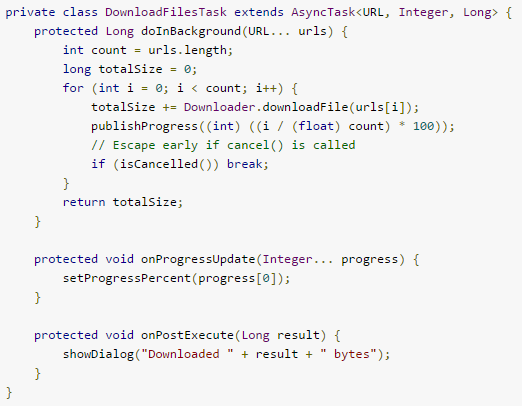 private class DownloadFilesTask extends AsyncTask<URL, Integer, Long> {
    protected Long doInBackground(URL... urls) {
        int count = urls.length;
        long totalSize = 0;
        for (int i = 0; i < count; i++) {
            totalSize += Downloader.downloadFile(urls[i]);
            publishProgress((int) ((i / (float) count) * 100));
            // Escape early if cancel() is called
            if (isCancelled()) break;
        }
        return totalSize;
    }

    protected void onProgressUpdate(Integer... progress) {
        setProgressPercent(progress[0]);
    }

    protected void onPostExecute(Long result) {
        showDialog("Downloaded " + result + " bytes");
    }
}